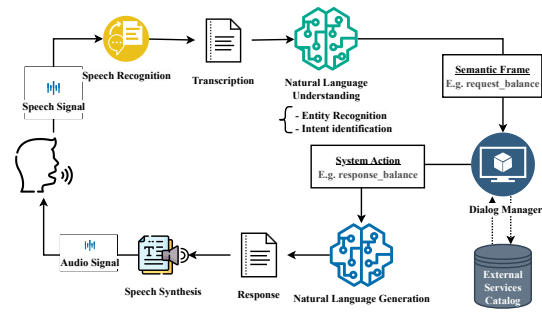 Speech Signal
Speech Recognition
Transcription
Natural Language
Understanding
- Entity Recognition
- Intent identification
Semantic Frame
E.g. request_balance
System Action
E.g. response_balance
Dialog Manager
External
Services
Catalog
Natural Language Generation
Response
Speech Synthesis
Audio Signal